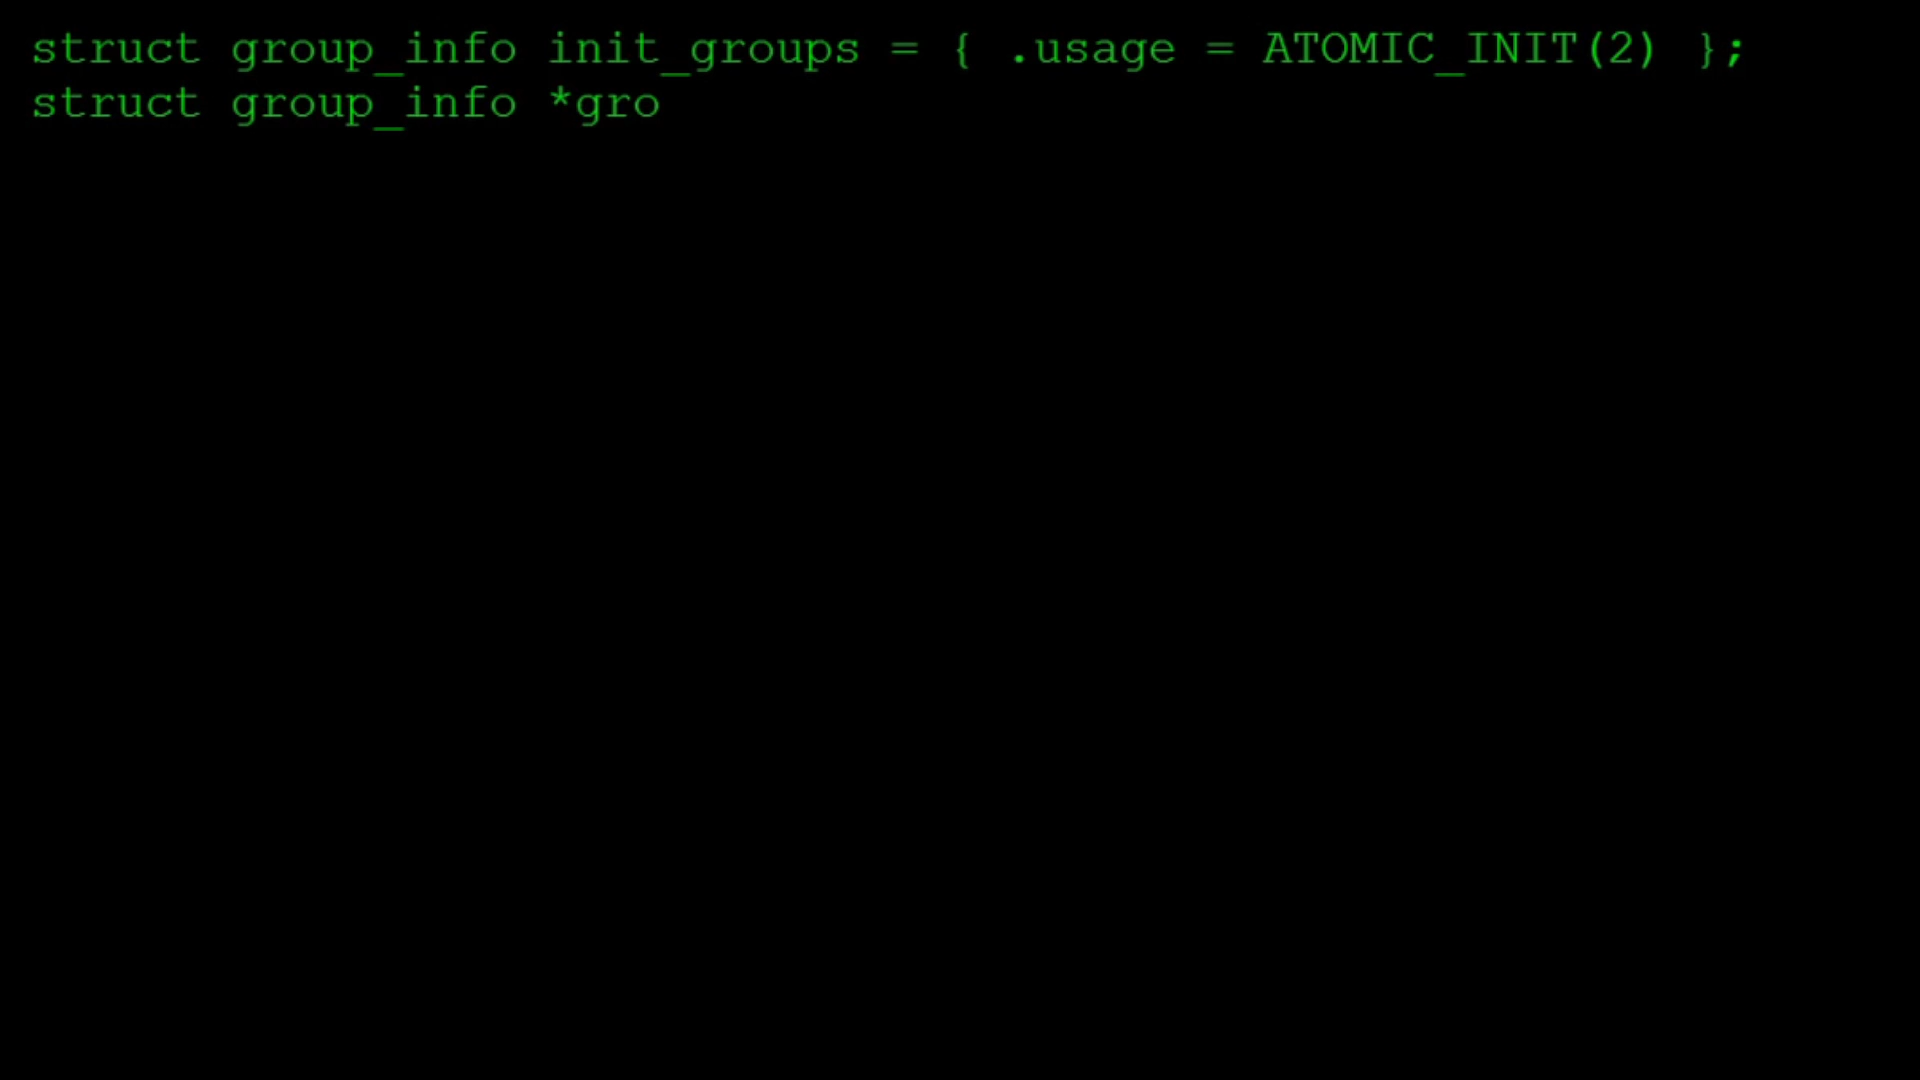 struct group_info init_groups = { .usage = ATOMIC_INIT(2) };
struct group_info *gro